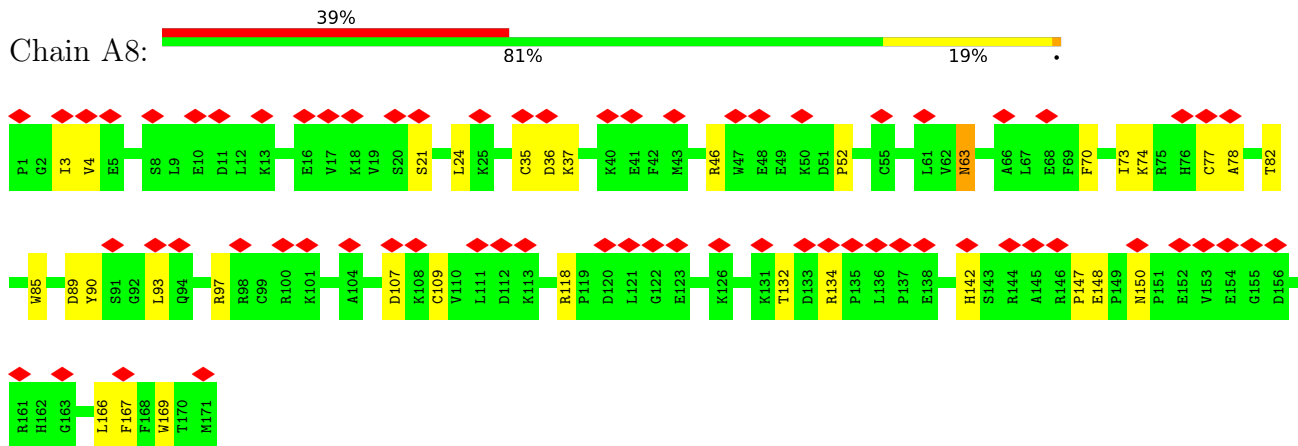 39%
Chain A8:
81% 19% •
P1 G2 I3 V4 E5 S8 L9 E10 D11 L12 K13 E16 V17 K18 V19 S20 S21 L24 K25 C35 D36 K37 K40 E41 F42 M43 R46 W47 E48 E49 K50 D51 P52 C55 L61 V62 N63 A66 L67 E68 F69 F70 I73 K74 R75 H76 C77 A78 T82
W85 D89 Y90 S91 G92 L93 Q94 R97 R98 C99 R100 K101 A104 D107 K108 C109 V110 L111 D112 K113 R118 P119 D120 L121 G122 E123 K126 K131 T132 D133 R134 P135 L136 P137 E138 H142 S143 R144 A145 R146 P147 E148 P149 N150 P151 E152 V153 E154 G155 D156
R161 H162 G163 L166 F167 F168 W169 T170 M171